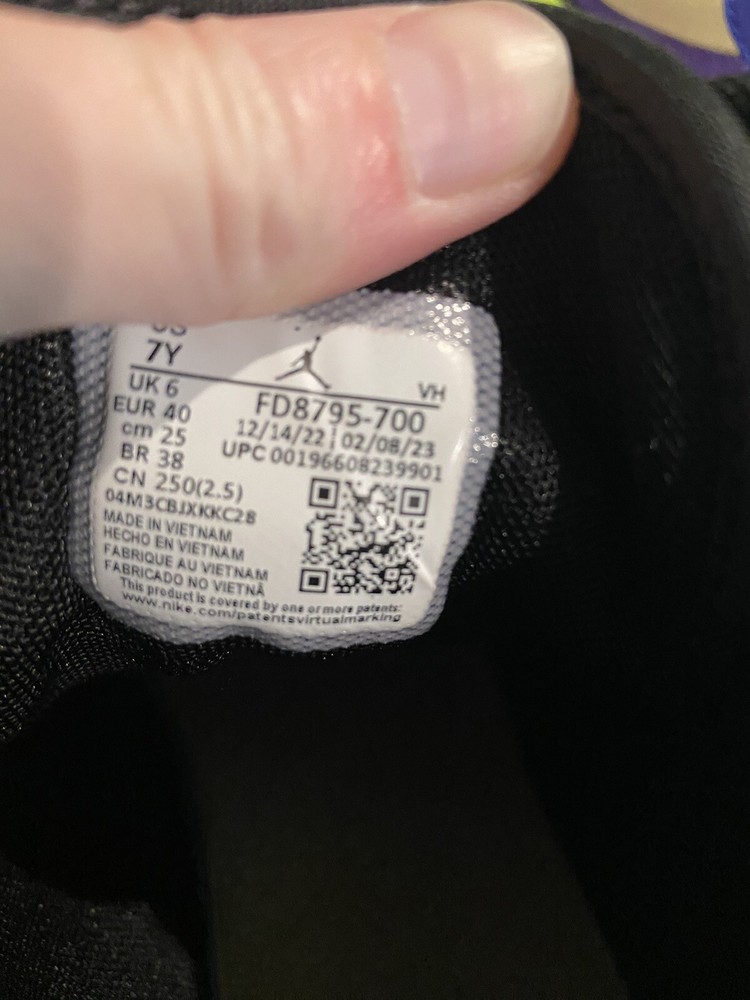 US
7Y
UK 6
EUR 40
cm 25
BR 38
CN 250(2.5)
04M3CBJXKKC28
VH
FD8795-700
12/14/22 | 02/08/23
UPC 00196608239901
MADE IN VIETNAM
HECHO EN VIETNAM
FABRIQUE AU VIETNAM
FABRICADO NO VIETNÃ
This product is covered by one or more patents:
www.nike.com/patentsvirtualmarking